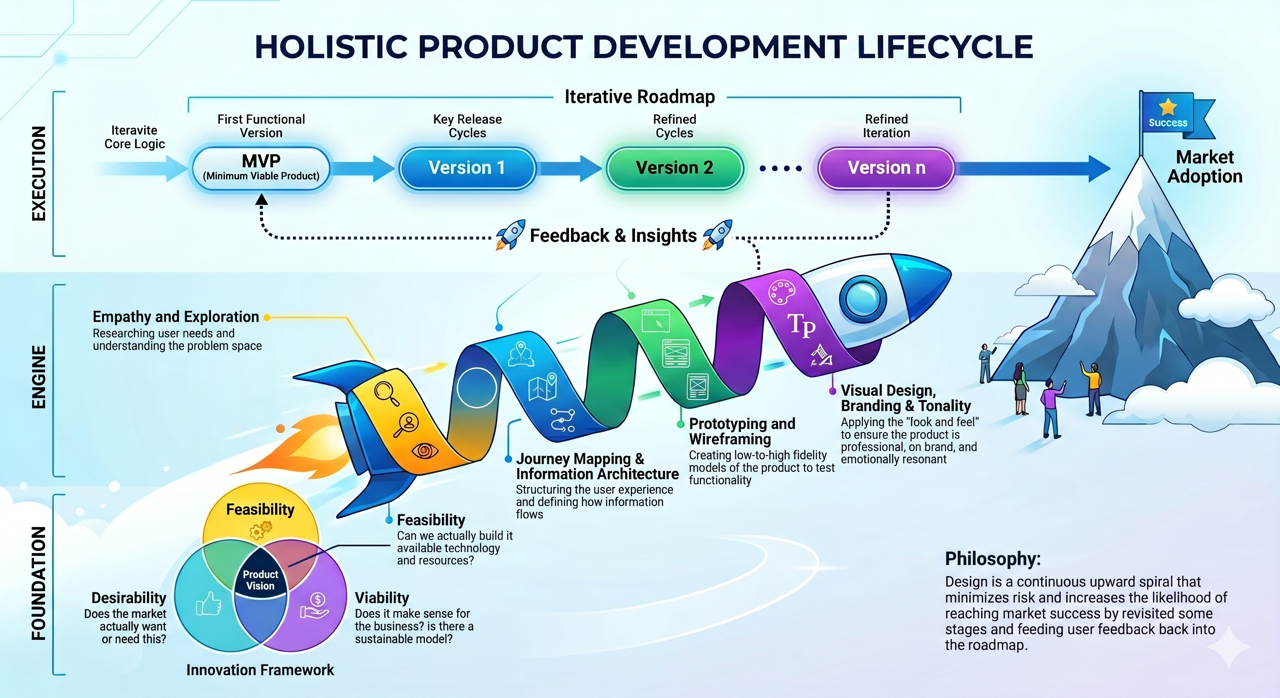 HOLISTIC PRODUCT DEVELOPMENT LIFECYCLE
EXECUTION
Iterative Roadmap
Iteravite
Core Logic
First Functional
Version
MVP
(Minimum Viable Product)
Key Release
Cycles
Version 1
Refined
Cycles
Version 2
Refined
Iteration
Version n
Success
Market
Adoption
Feedback & Insights
ENGINE
Empathy and Exploration
Researching user needs and
understanding the problem space
TP
Journey Mapping &
Information Architecture
Structuring the user experience
and defining how information
flows
Prototyping and
Wireframing
Creating low-to-high fidelity
models of the product to test
functionality
Visual Design,
Branding & Tonality
Applying the "look and feel"
to ensure the product is
professional, on brand, and
emotionally resonant
FOUNDATION
Feasibility
Product
Vision
Feasibility
Can we actually build it
available technology
and resources?
Desirability
Does the market
actually want
or need this?
Viability
Does it make sense for
the business? is there a
sustainable model?
Innovation Framework
Philosophy:
Design is a continuous upward spiral that
minimizes risk and increases the likelihood of
reaching market success by revisited some
stages and feeding user feedback back into
the roadmap.